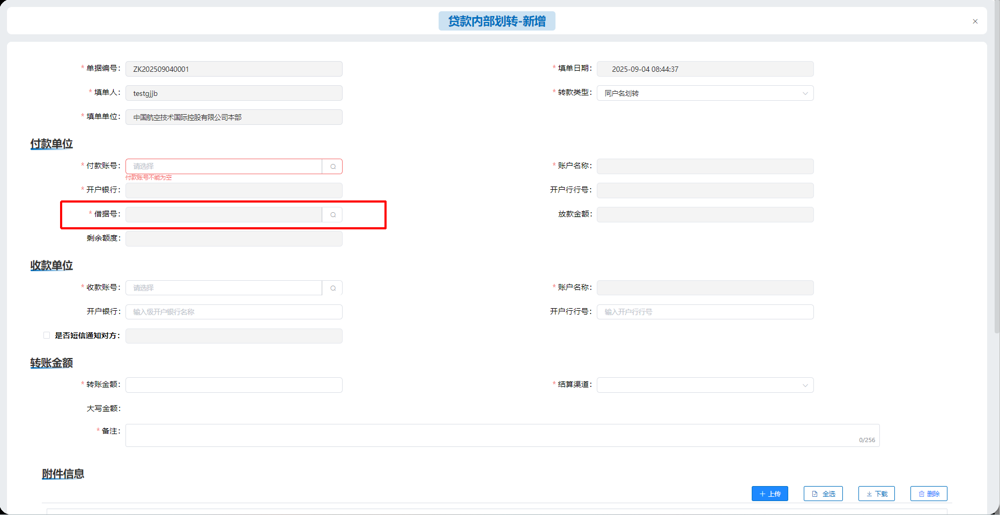 贷款内部划转-新增
* 单据编号: ZK202509040001
* 填单日期: 2025-09-04 08:44:37
* 填单人: testgjjb
* 转款类型: 同户名划转
* 填单单位: 中国航空技术国际控股有限公司本部
付款单位
* 付款账号: 请选择
付款账号不能为空
* 账户名称:
* 开户银行:
开户行行号:
* 借据号:
放款金额:
剩余额度:
收款单位
* 收款账号: 请选择
* 账户名称:
开户银行: 输入级开户银行名称
开户行行号: 输入开户行行号
是否短信通知对方:
转账金额
* 转账金额:
* 结算渠道:
大写金额:
* 备注:
0/256
附件信息
上传 全选 下载 删除